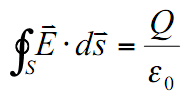 ∮_S E⃗ · ds⃗ = Q/ε₀